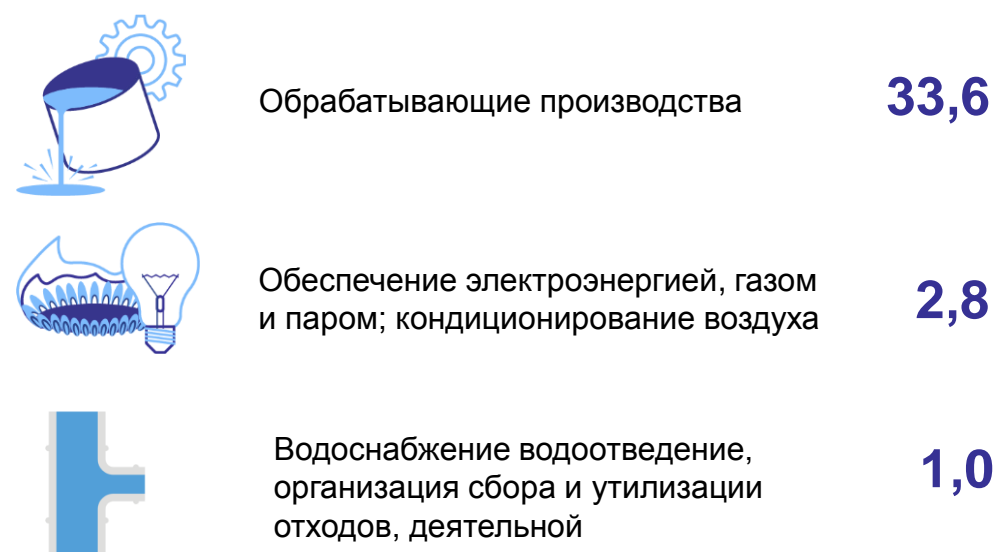 Обрабатывающие производства 33,6
Обеспечение электроэнергией, газом
и паром; кондиционирование воздуха 2,8
Водоснабжение водоотведение,
организация сбора и утилизации
отходов, деятельной 1,0